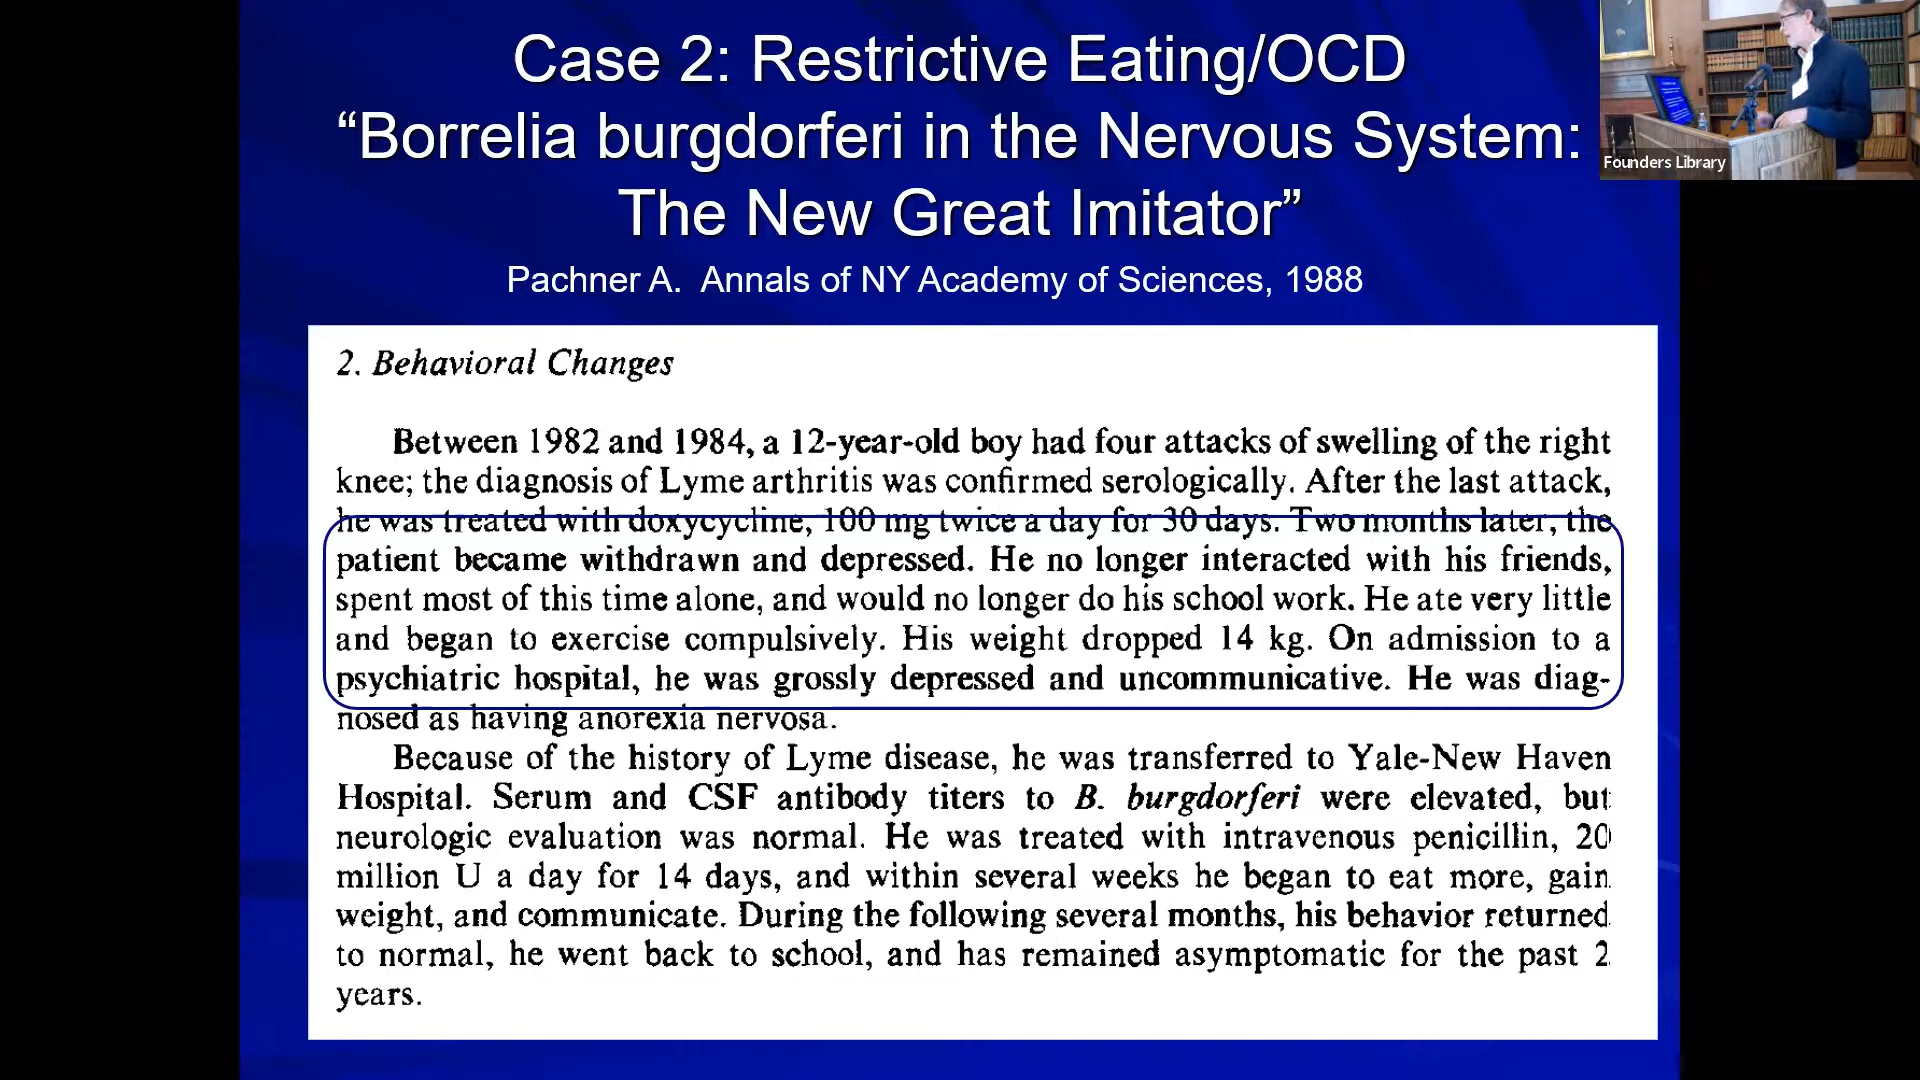 Case 2: Restrictive Eating/OCD
“Borrelia burgdorferi in the Nervous System:
The New Great Imitator”
Pachner A. Annals of NY Academy of Sciences, 1988
Founders Library
2. Behavioral Changes
Between 1982 and 1984, a 12-year-old boy had four attacks of swelling of the right
knee; the diagnosis of Lyme arthritis was confirmed serologically. After the last attack,
he was treated with doxycycline, 100 mg twice a day for 30 days. Two months later, the
patient became withdrawn and depressed. He no longer interacted with his friends,
spent most of this time alone, and would no longer do his school work. He ate very little
and began to exercise compulsively. His weight dropped 14 kg. On admission to a
psychiatric hospital, he was grossly depressed and uncommunicative. He was diag-
nosed as having anorexia nervosa.
Because of the history of Lyme disease, he was transferred to Yale-New Haven
Hospital. Serum and CSF antibody titers to B. burgdorferi were elevated, but
neurologic evaluation was normal. He was treated with intravenous penicillin, 20
million U a day for 14 days, and within several weeks he began to eat more, gain
weight, and communicate. During the following several months, his behavior returned
to normal, he went back to school, and has remained asymptomatic for the past 2
years.